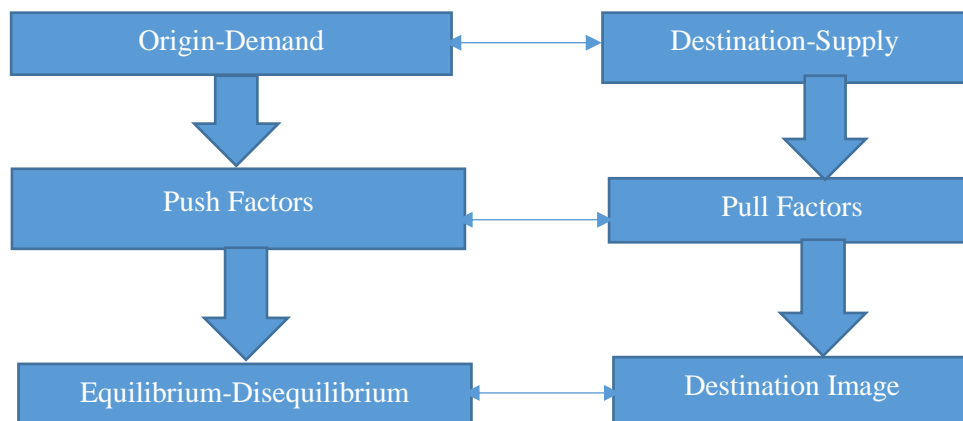 Origin-Demand
Destination-Supply
Push Factors
Pull Factors
Equilibrium-Disequilibrium
Destination Image